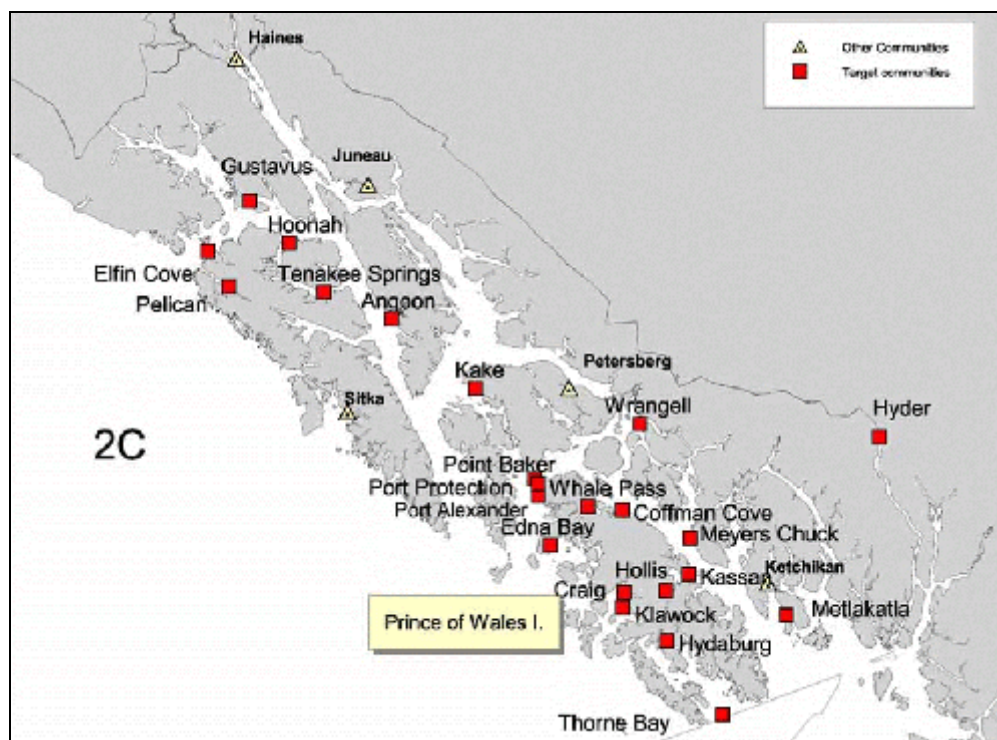 Haines
Other Communities
Target communities
Juneau
Gustavus
Hoonah
Elfin Cove
Tenakee Springs
Pelican
Angoon
Petersberg
Kake
Sitka
Wrangell
Hyder
2C
Point Baker
Port Protection
Whale Pass
Port Alexander
Coffman Cove
Edna Bay
Meyers Chuck
Ketchikan
Hollis
Kassan
Craig
Klawock
Metlakatla
Prince of Wales I.
Hydaburg
Thorne Bay